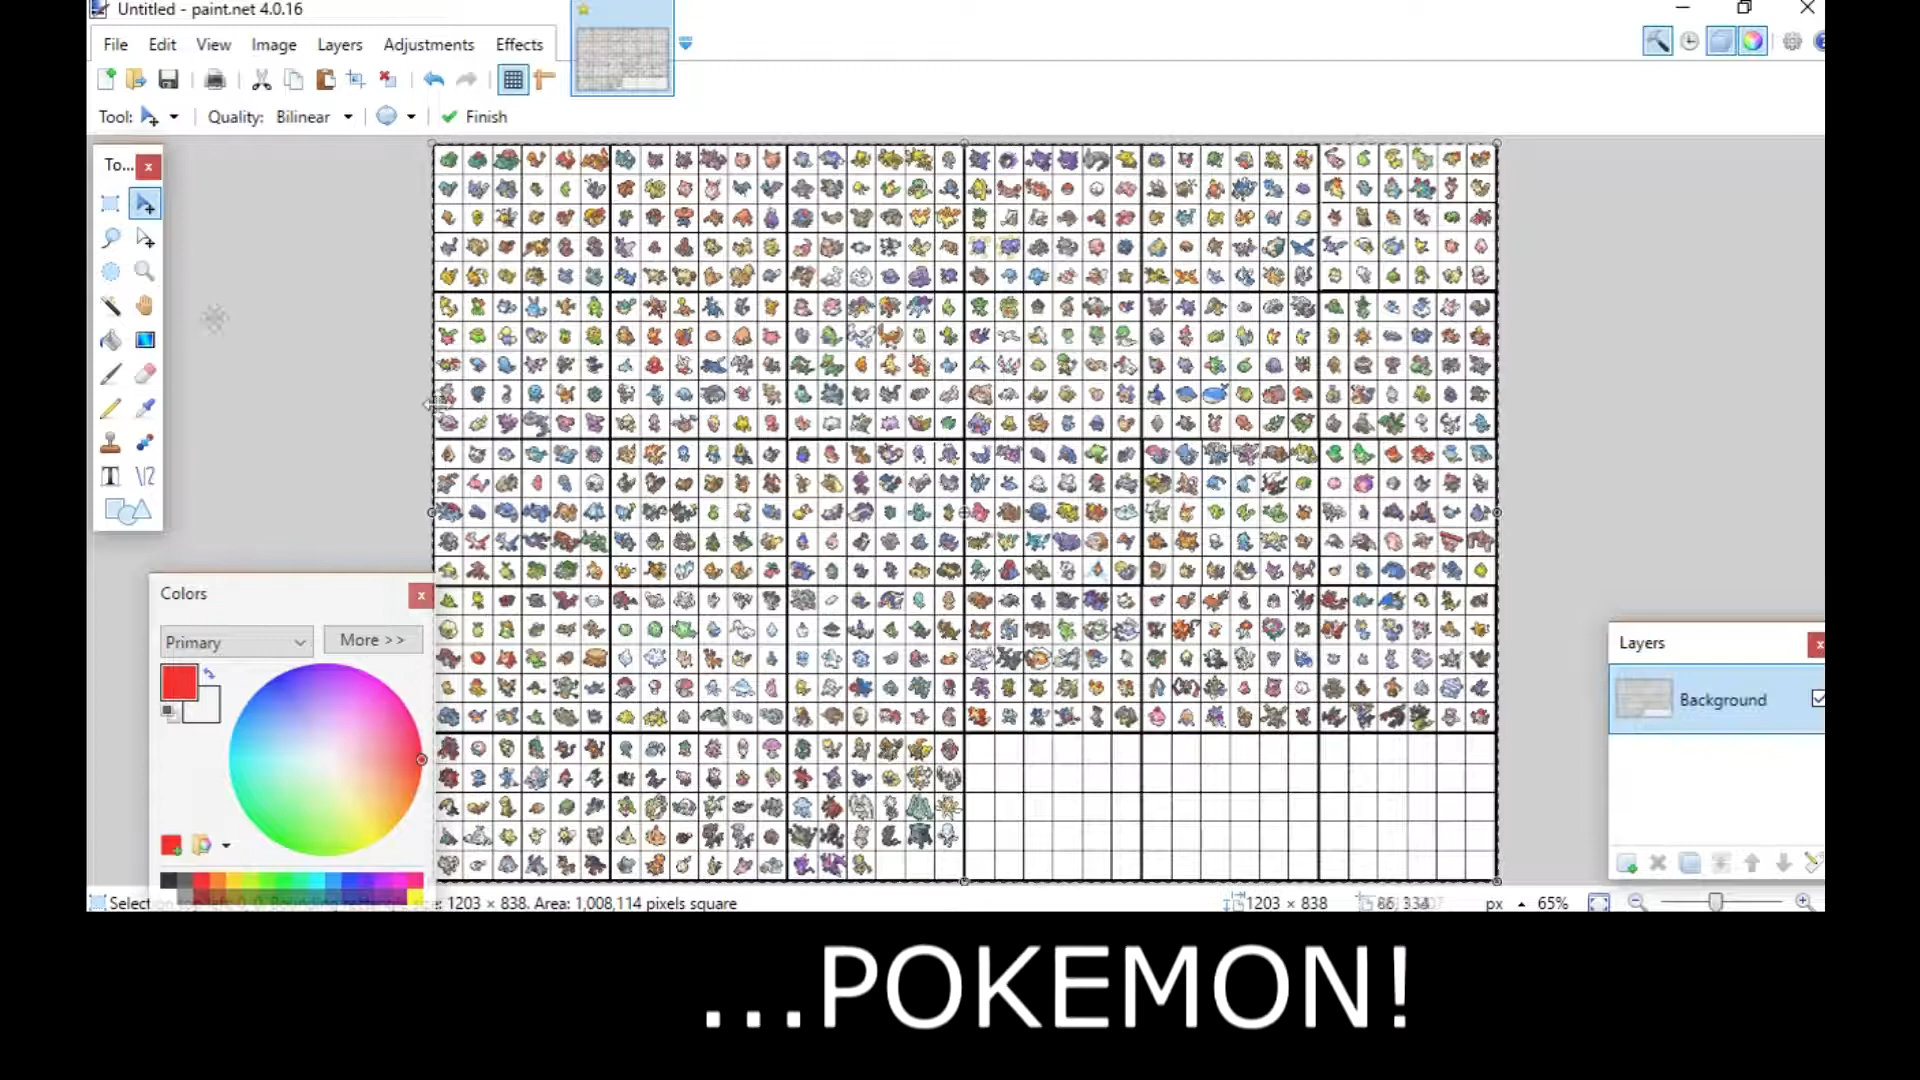 Untitled - paint.net 4.0.16
File Edit View Image Layers Adjustments Effects
Tool: Quality: Bilinear Finish
To...
Colors
Primary More >>
Layers
Background
1203 × 838. Area: 1,008,114 pixels square 1203 × 838 px 65%
...POKEMON!